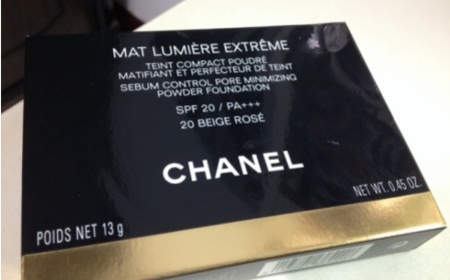 MAT LUMIÈRE EXTRÊME
TEINT COMPACT POUDRÉ
MATIFIANT ET PERFECTEUR DE TEINT
SEBUM CONTROL PORE MINIMIZING
POWDER FOUNDATION
SPF 20 / PA+++
20 BEIGE ROSÉ
CHANEL
POIDS NET 13 g
NET WT. 0.45 OZ.